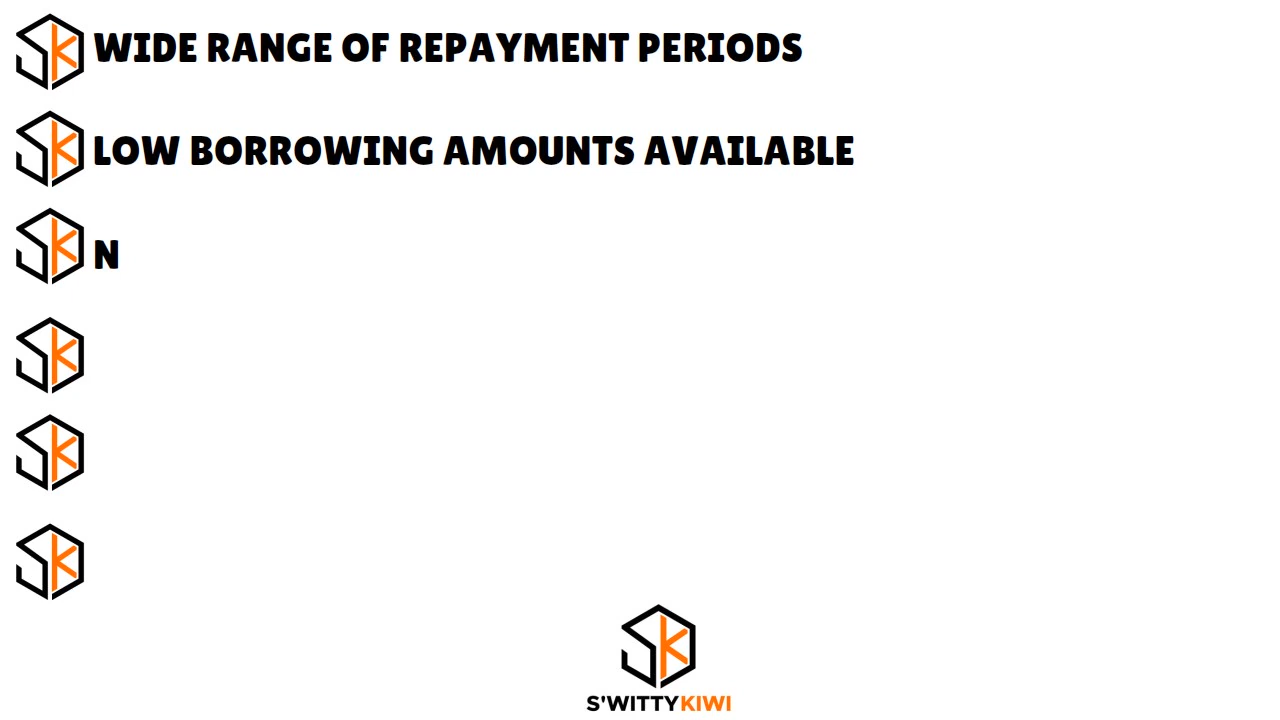 WIDE RANGE OF REPAYMENT PERIODS
LOW BORROWING AMOUNTS AVAILABLE
N
S'WITTYKIWI